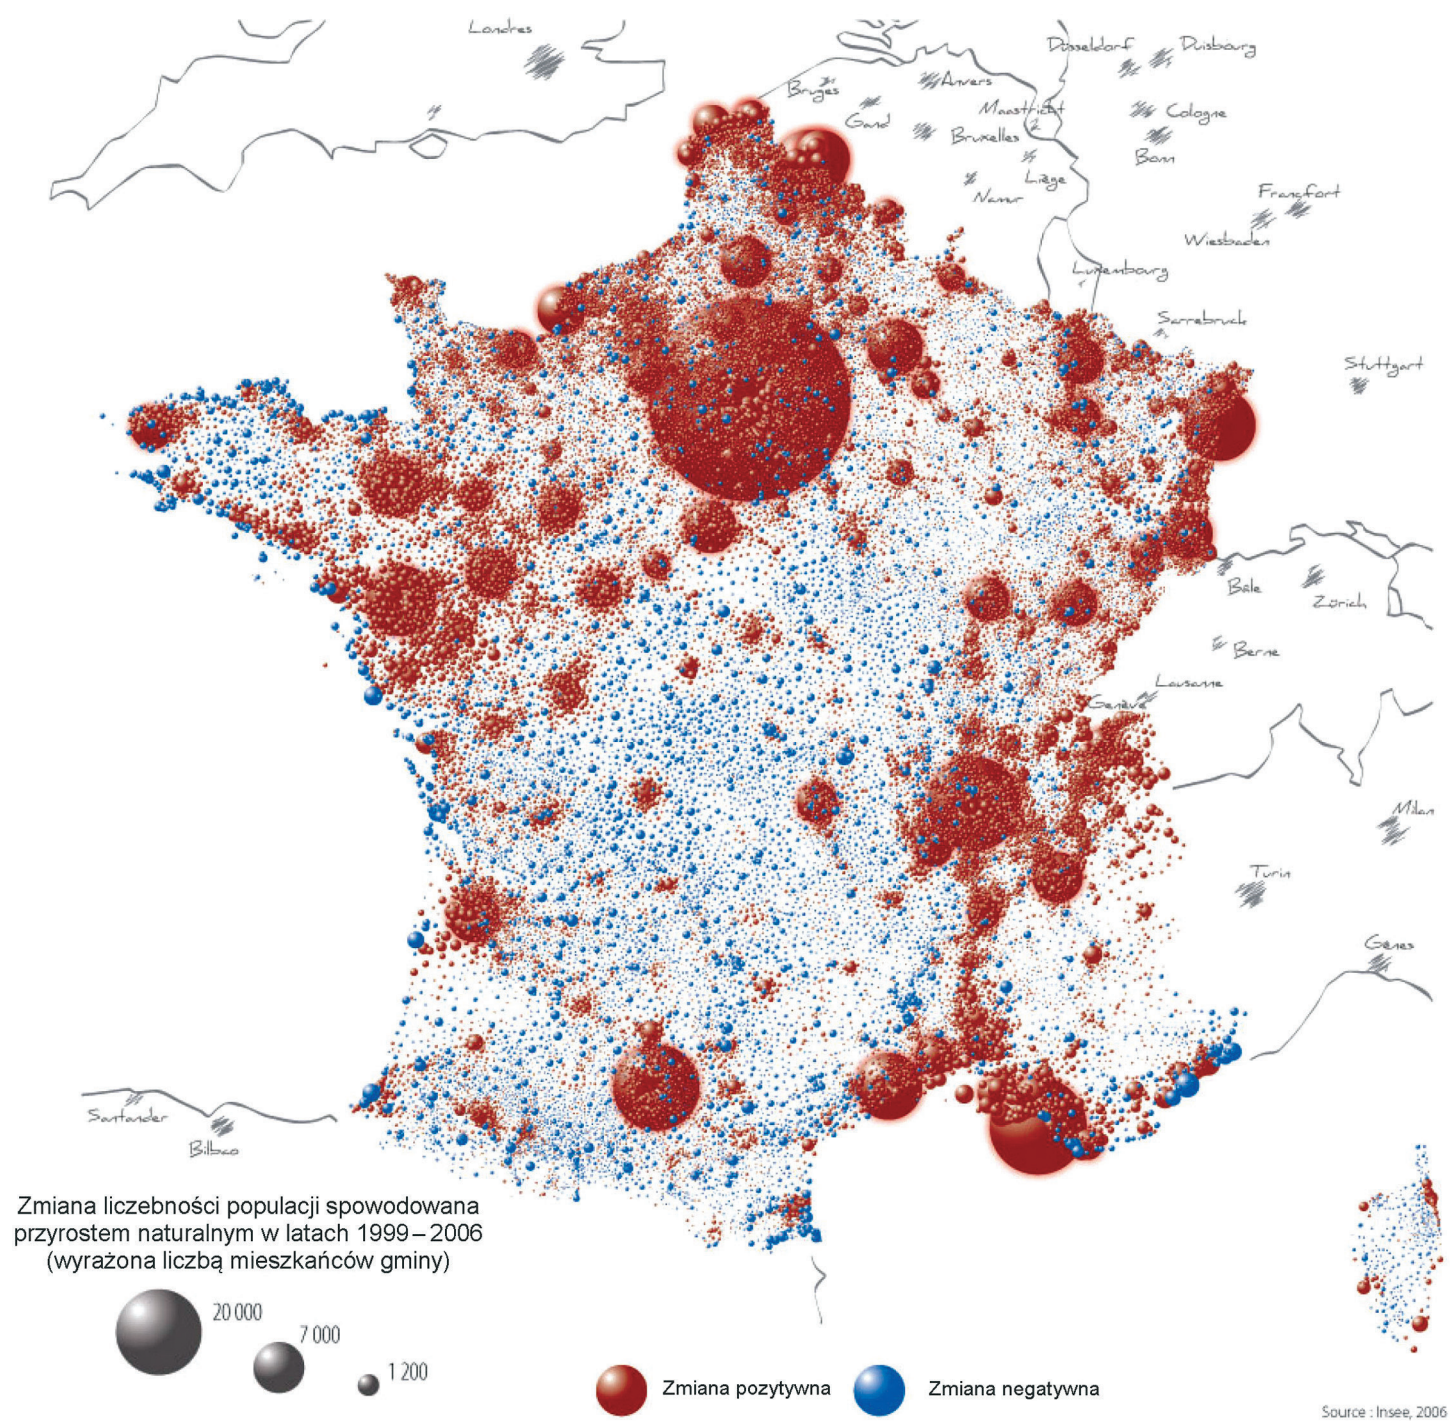 Londres
Düsseldorf
Duisbourg
Bruges
Anvers
Gand
Maastricht
Cologne
Bruxelles
Bonn
Liège
Namur
Francfort
Wiesbaden
Luxembourg
Sarrebruck
Stuttgart
Bâle
Zürich
Berne
Lausanne
Genève
Milan
Turin
Gênes
Santander
Bilbao
Zmiana liczebności populacji spowodowana
przyrostem naturalnym w latach 1999–2006
(wyrażona liczbą mieszkańców gminy)
20 000
7 000
1 200
Zmiana pozytywna
Zmiana negatywna
Source : Insee, 2006